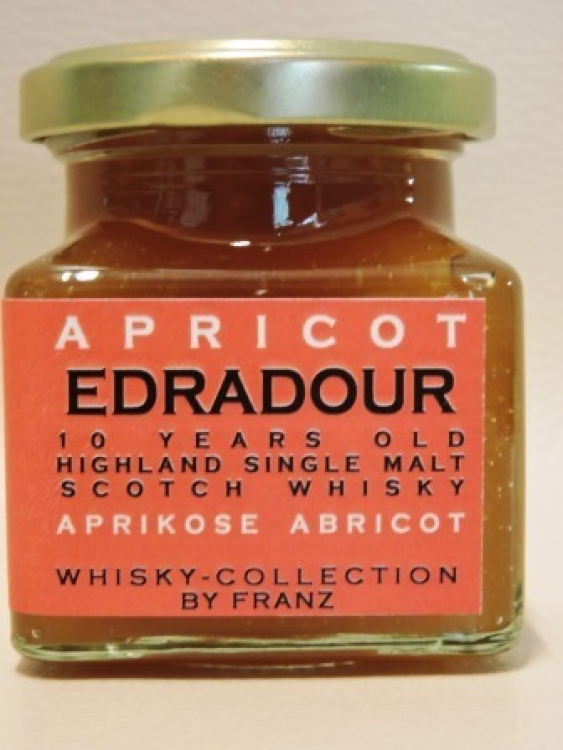 APRICOT
EDRADOUR
10 YEARS OLD
HIGHLAND SINGLE MALT
SCOTCH WHISKY
APRIKOSE ABRICOT
WHISKY-COLLECTION
BY FRANZ